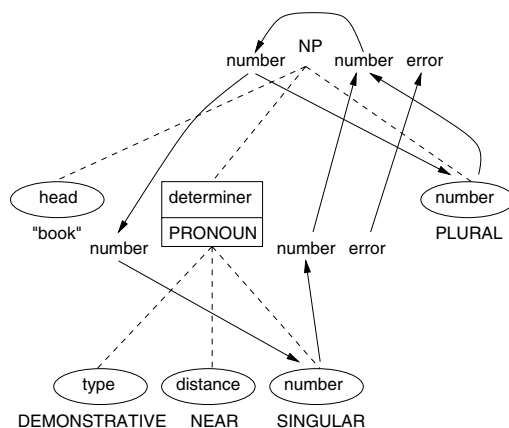 NP
number number error
head determiner number
"book" number PRONOUN number error PLURAL
type distance number
DEMONSTRATIVE NEAR SINGULAR